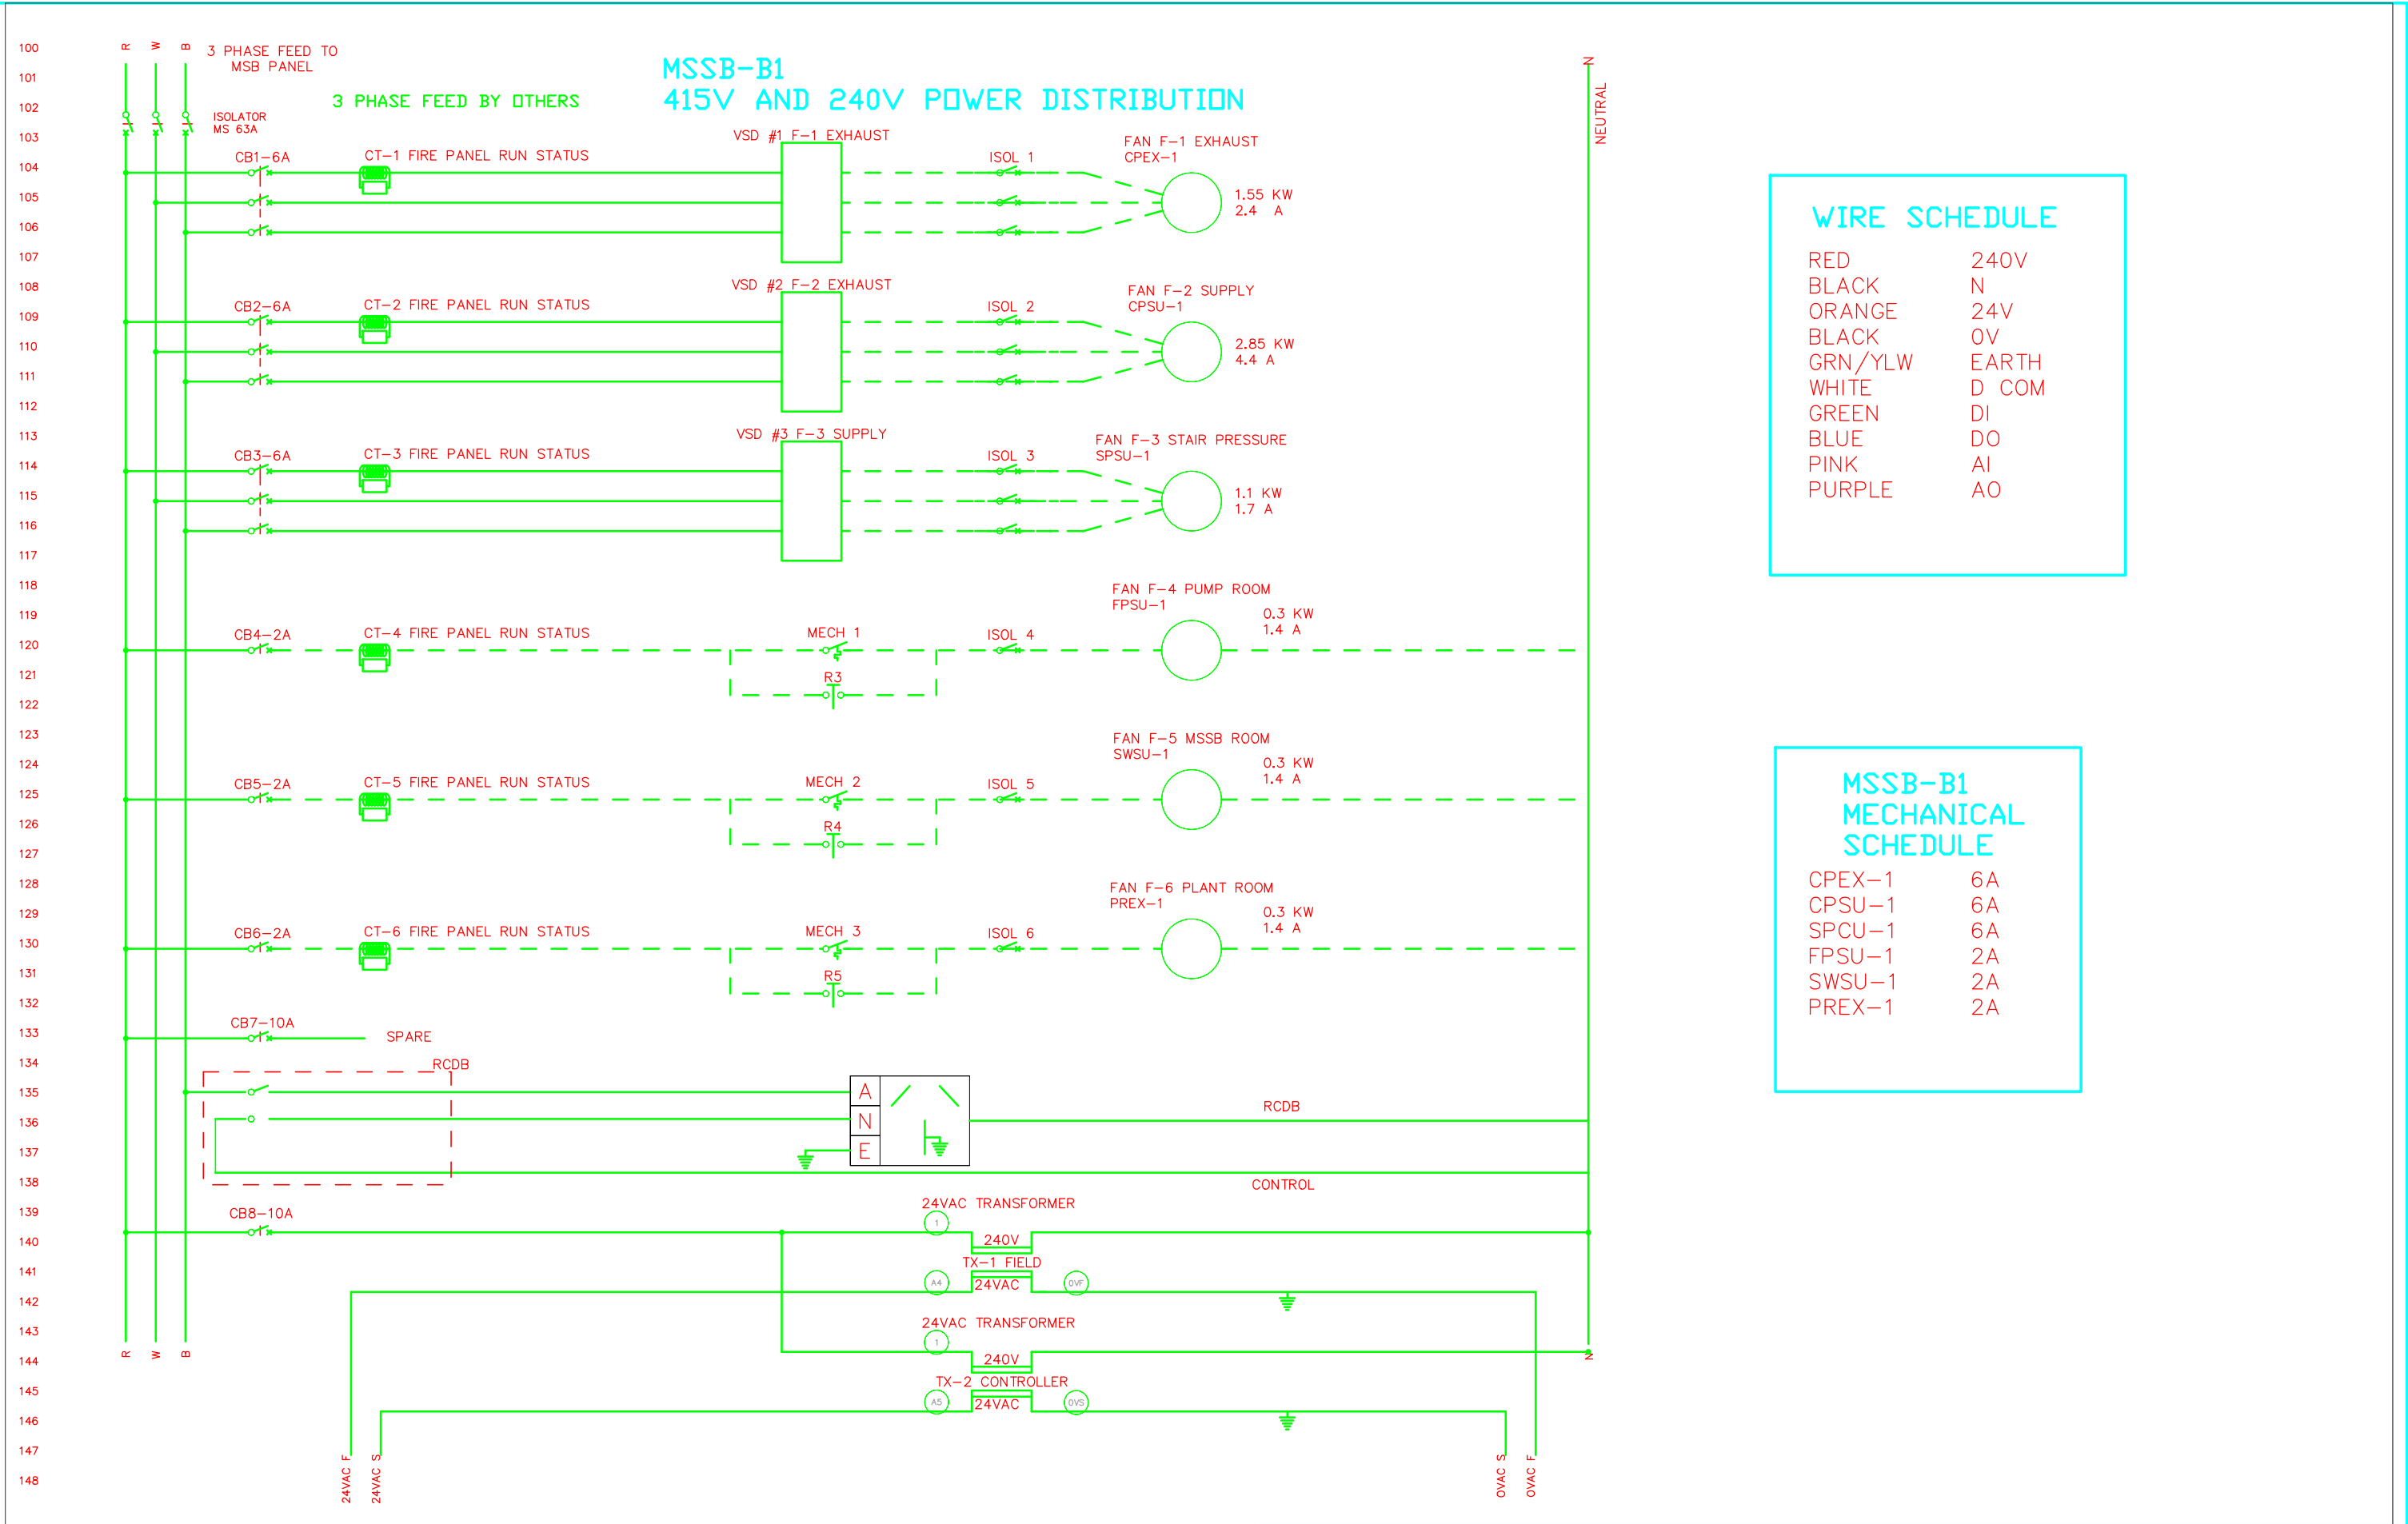 MSSB-B1
415V AND 240V POWER DISTRIBUTION
3 PHASE FEED TO
MSB PANEL
3 PHASE FEED BY OTHERS
R
W
B
N
NEUTRAL
ISOLATOR
MS 63A
100
101
102
103
104
105
106
107
108
109
110
111
112
113
114
115
116
117
118
119
120
121
122
123
124
125
126
127
128
129
130
131
132
133
134
135
136
137
138
139
140
141
142
143
144
145
146
147
148
CB1-6A
CT-1 FIRE PANEL RUN STATUS
VSD #1 F-1 EXHAUST
ISOL 1
FAN F-1 EXHAUST
CPEX-1
1.55 KW
2.4 A
CB2-6A
CT-2 FIRE PANEL RUN STATUS
VSD #2 F-2 EXHAUST
ISOL 2
FAN F-2 SUPPLY
CPSU-1
2.85 KW
4.4 A
CB3-6A
CT-3 FIRE PANEL RUN STATUS
VSD #3 F-3 SUPPLY
ISOL 3
FAN F-3 STAIR PRESSURE
SPSU-1
1.1 KW
1.7 A
CB4-2A
CT-4 FIRE PANEL RUN STATUS
MECH 1
R3
ISOL 4
FAN F-4 PUMP ROOM
FPSU-1
0.3 KW
1.4 A
CB5-2A
CT-5 FIRE PANEL RUN STATUS
MECH 2
R4
ISOL 5
FAN F-5 MSSB ROOM
SWSU-1
0.3 KW
1.4 A
CB6-2A
CT-6 FIRE PANEL RUN STATUS
MECH 3
R5
ISOL 6
FAN F-6 PLANT ROOM
PREX-1
0.3 KW
1.4 A
CB7-10A
SPARE
RCDB
A
N
E
RCDB
CONTROL
CB8-10A
24VAC TRANSFORMER
1
240V
TX-1 FIELD
A4
24VAC
0VF
24VAC TRANSFORMER
1
240V
TX-2 CONTROLLER
A5
24VAC
0VS
R
W
B
N
24VAC F
24VAC S
0VAC S
0VAC F
WIRE SCHEDULE
RED 240V
BLACK N
ORANGE 24V
BLACK 0V
GRN/YLW EARTH
WHITE D COM
GREEN DI
BLUE DO
PINK AI
PURPLE AO
MSSB-B1
MECHANICAL
SCHEDULE
CPEX-1 6A
CPSU-1 6A
SPCU-1 6A
FPSU-1 2A
SWSU-1 2A
PREX-1 2A